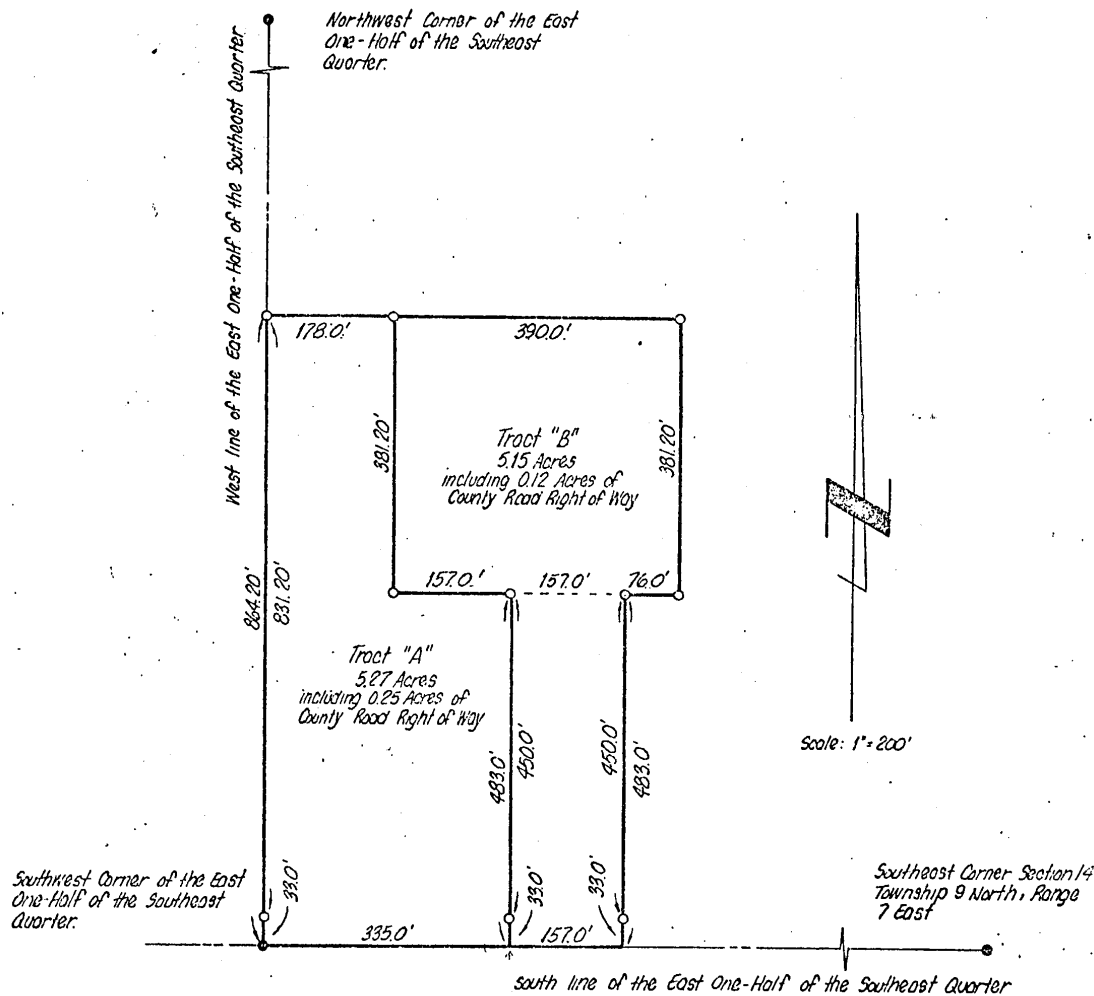 Northwest Corner of the East
One-Half of the Southeast
Quarter.
West line of the East One-Half of the Southeast Quarter
178.0'
390.0'
381.20'
Tract "B"
5.15 Acres
including 0.12 Acres of
County Road Right of Way
381.20'
157.0'
157.0'
76.0'
864.20'
831.20'
Tract "A"
5.27 Acres
including 0.25 Acres of
County Road Right of Way
483.0'
450.0'
450.0'
483.0'
Scale: 1"=200'
Southwest Corner of the East
One-Half of the Southeast
Quarter.
33.0'
33.0'
33.0'
Southeast Corner Section 14
Township 9 North, Range
7 East
335.0'
157.0'
South line of the East One-Half of the Southeast Quarter